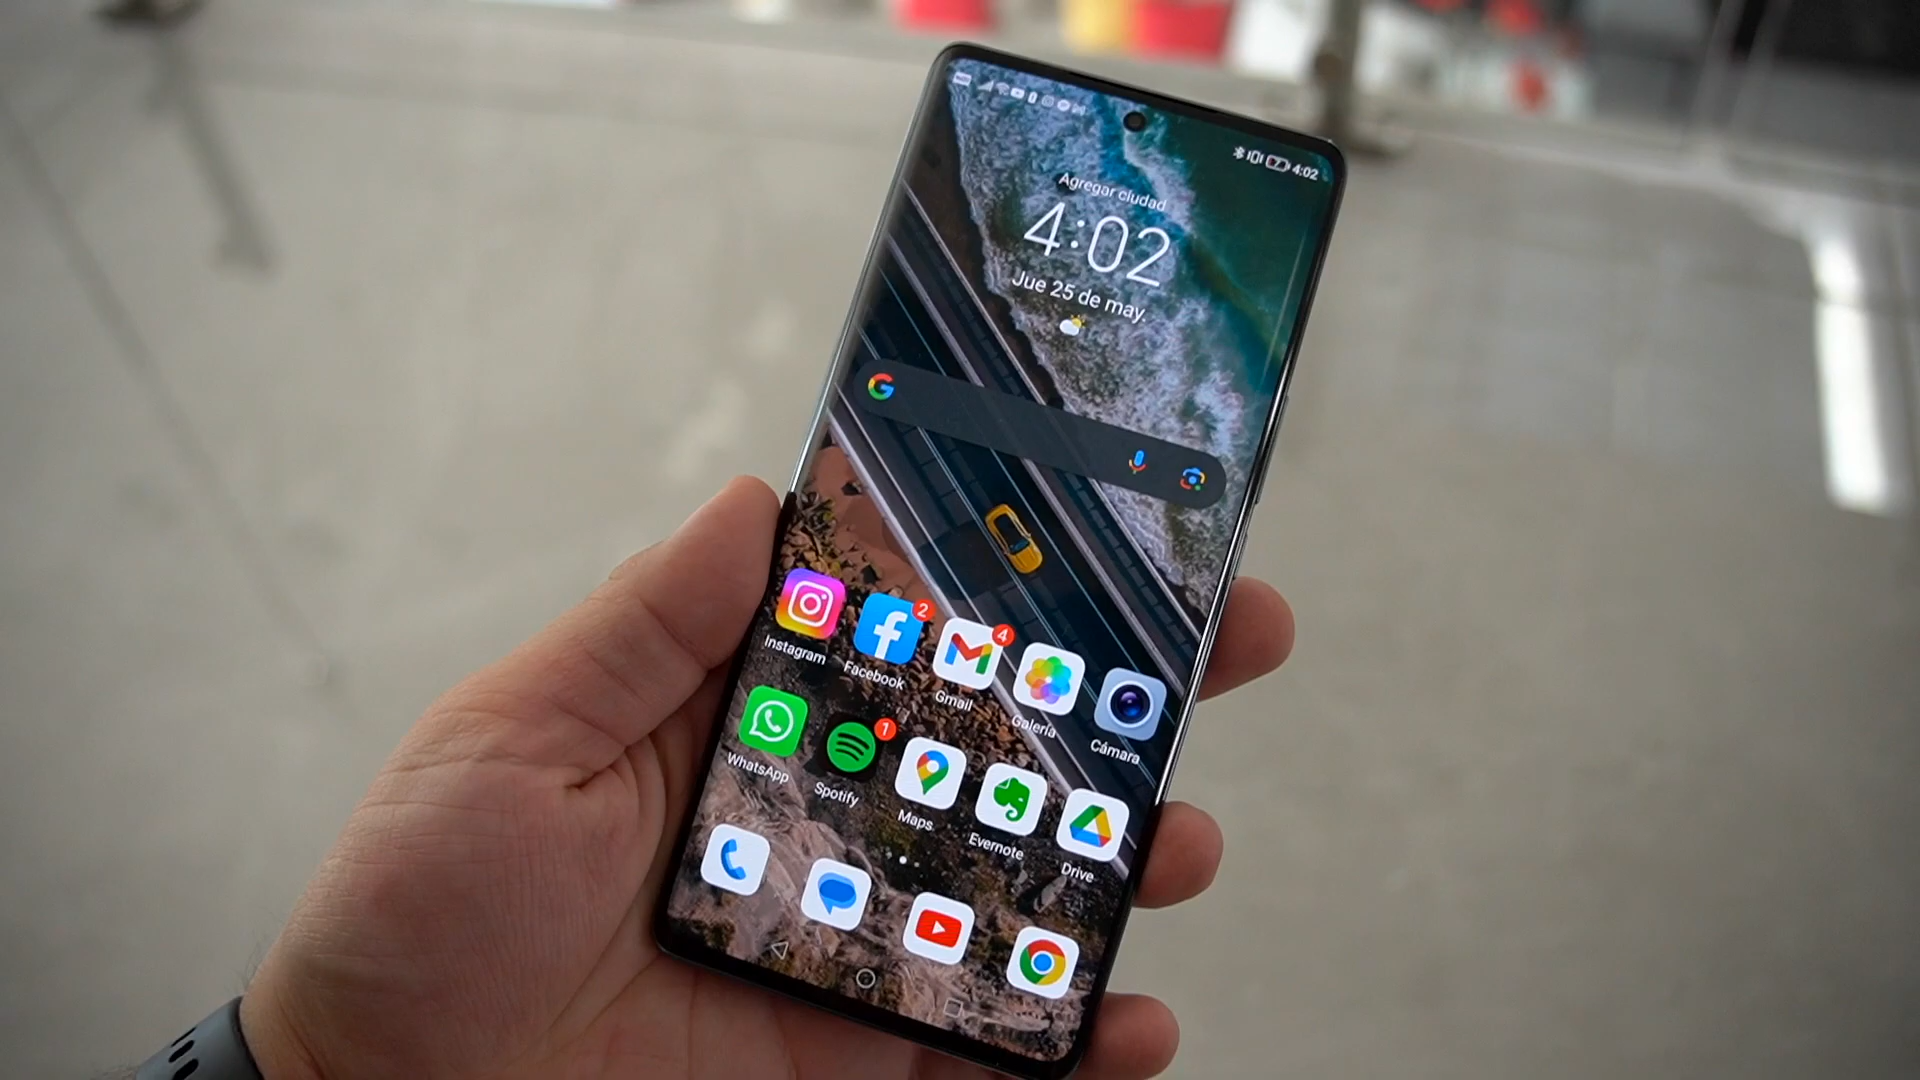 4:02
Agregar ciudad
4:02
Jue 25 de may.
2
4
Instagram
Facebook
Gmail
Galería
Cámara
1
WhatsApp
Spotify
Maps
Evernote
Drive